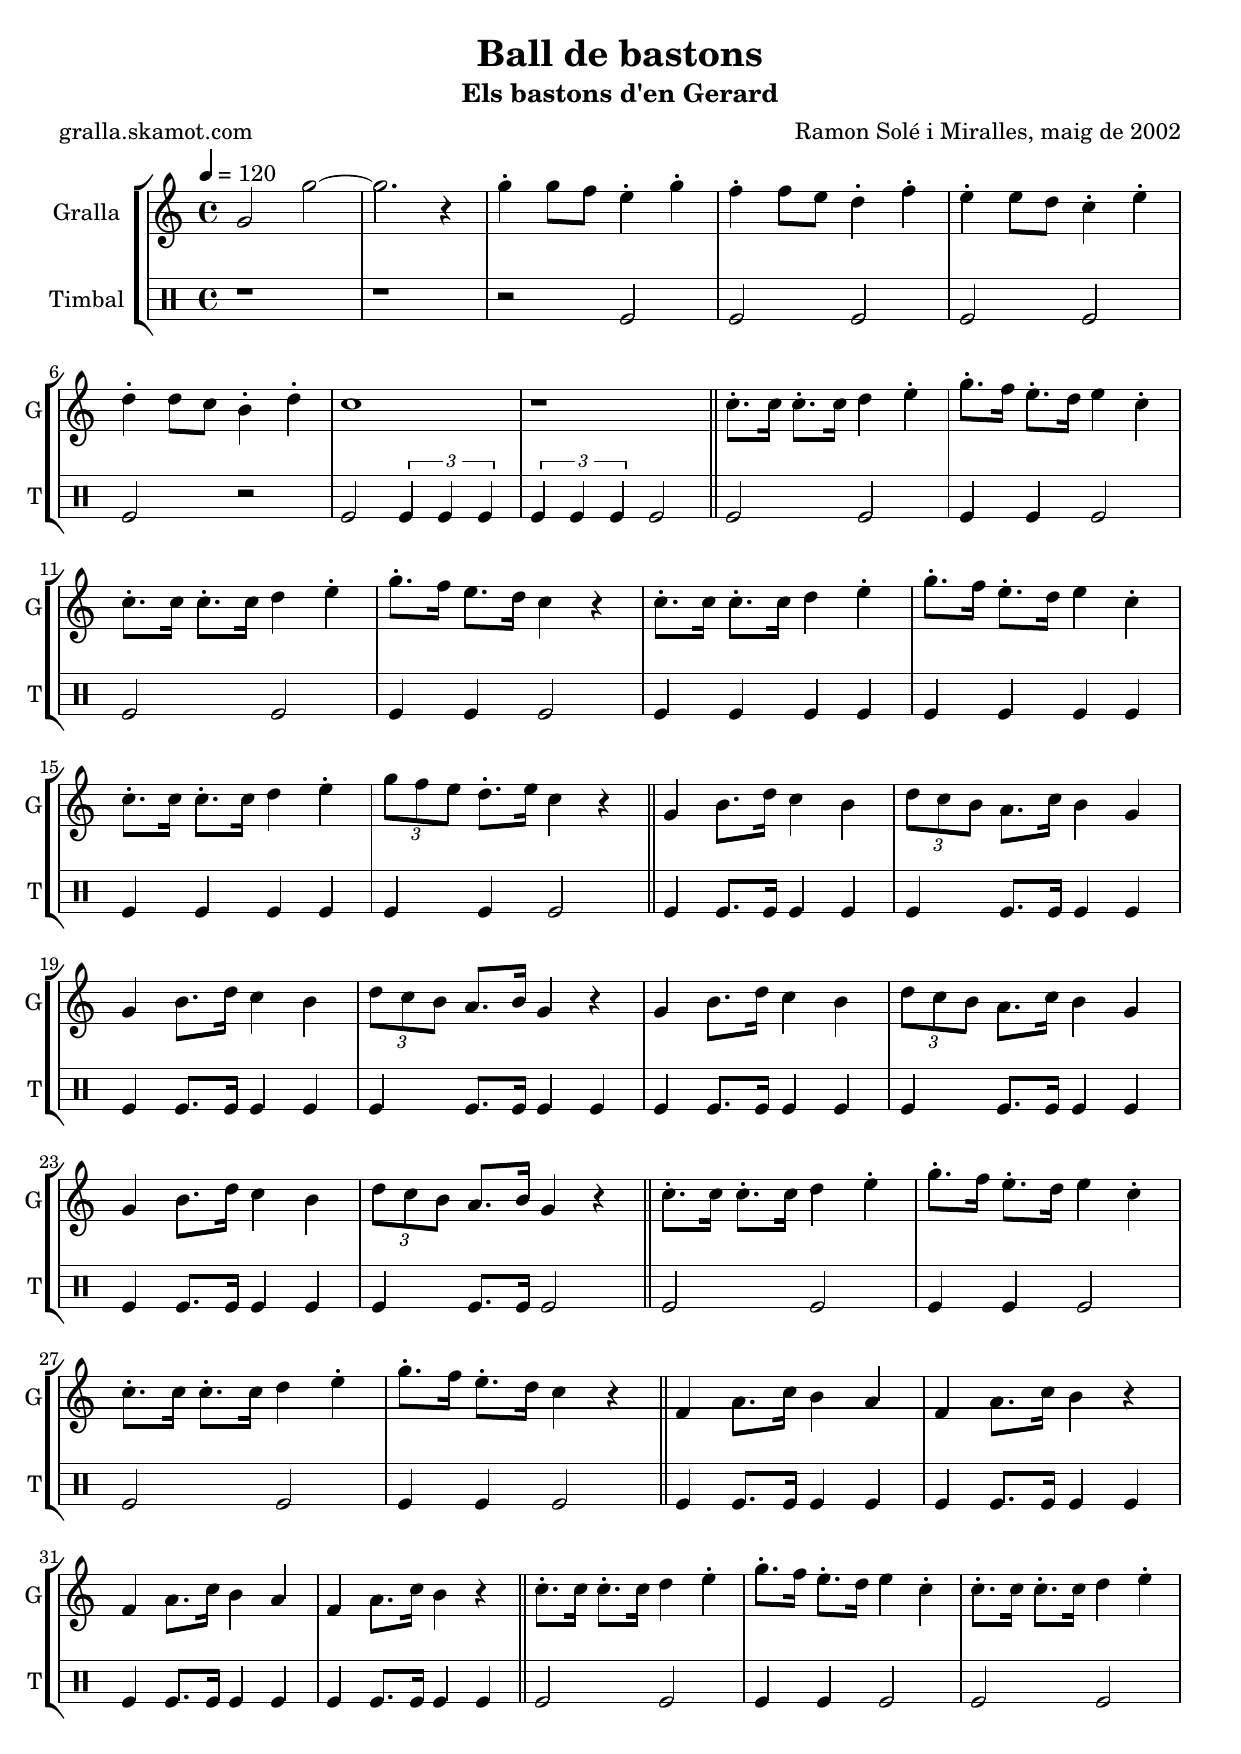 Ball de bastons
Els bastons d'en Gerard
gralla.skamot.com Ramon Solé i Miralles, maig de 2002
= 120
Gralla
Timbal
6
G
3 3
T
11
G
T
15
G
3 3
T
19
G
3 3
T
23
G
3
T
27
G
T
31
G
T